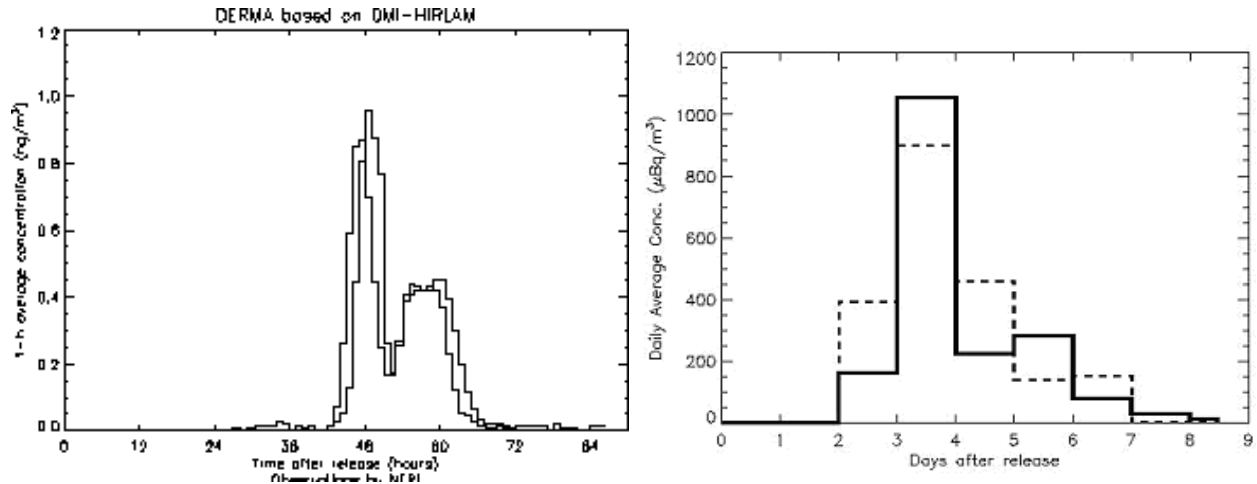 DERMA based on DMI-HIRLAM
1.2
1.0
0.8
0.6
0.4
0.2
0.0
1-h average concentration (ng/m³)
0 12 24 36 48 60 72 84
Time after release (hours)
Observations by NERI
1200
1000
800
600
400
200
0
Daily Average Conc. (μBq/m³)
0 1 2 3 4 5 6 7 8 9
Days after release